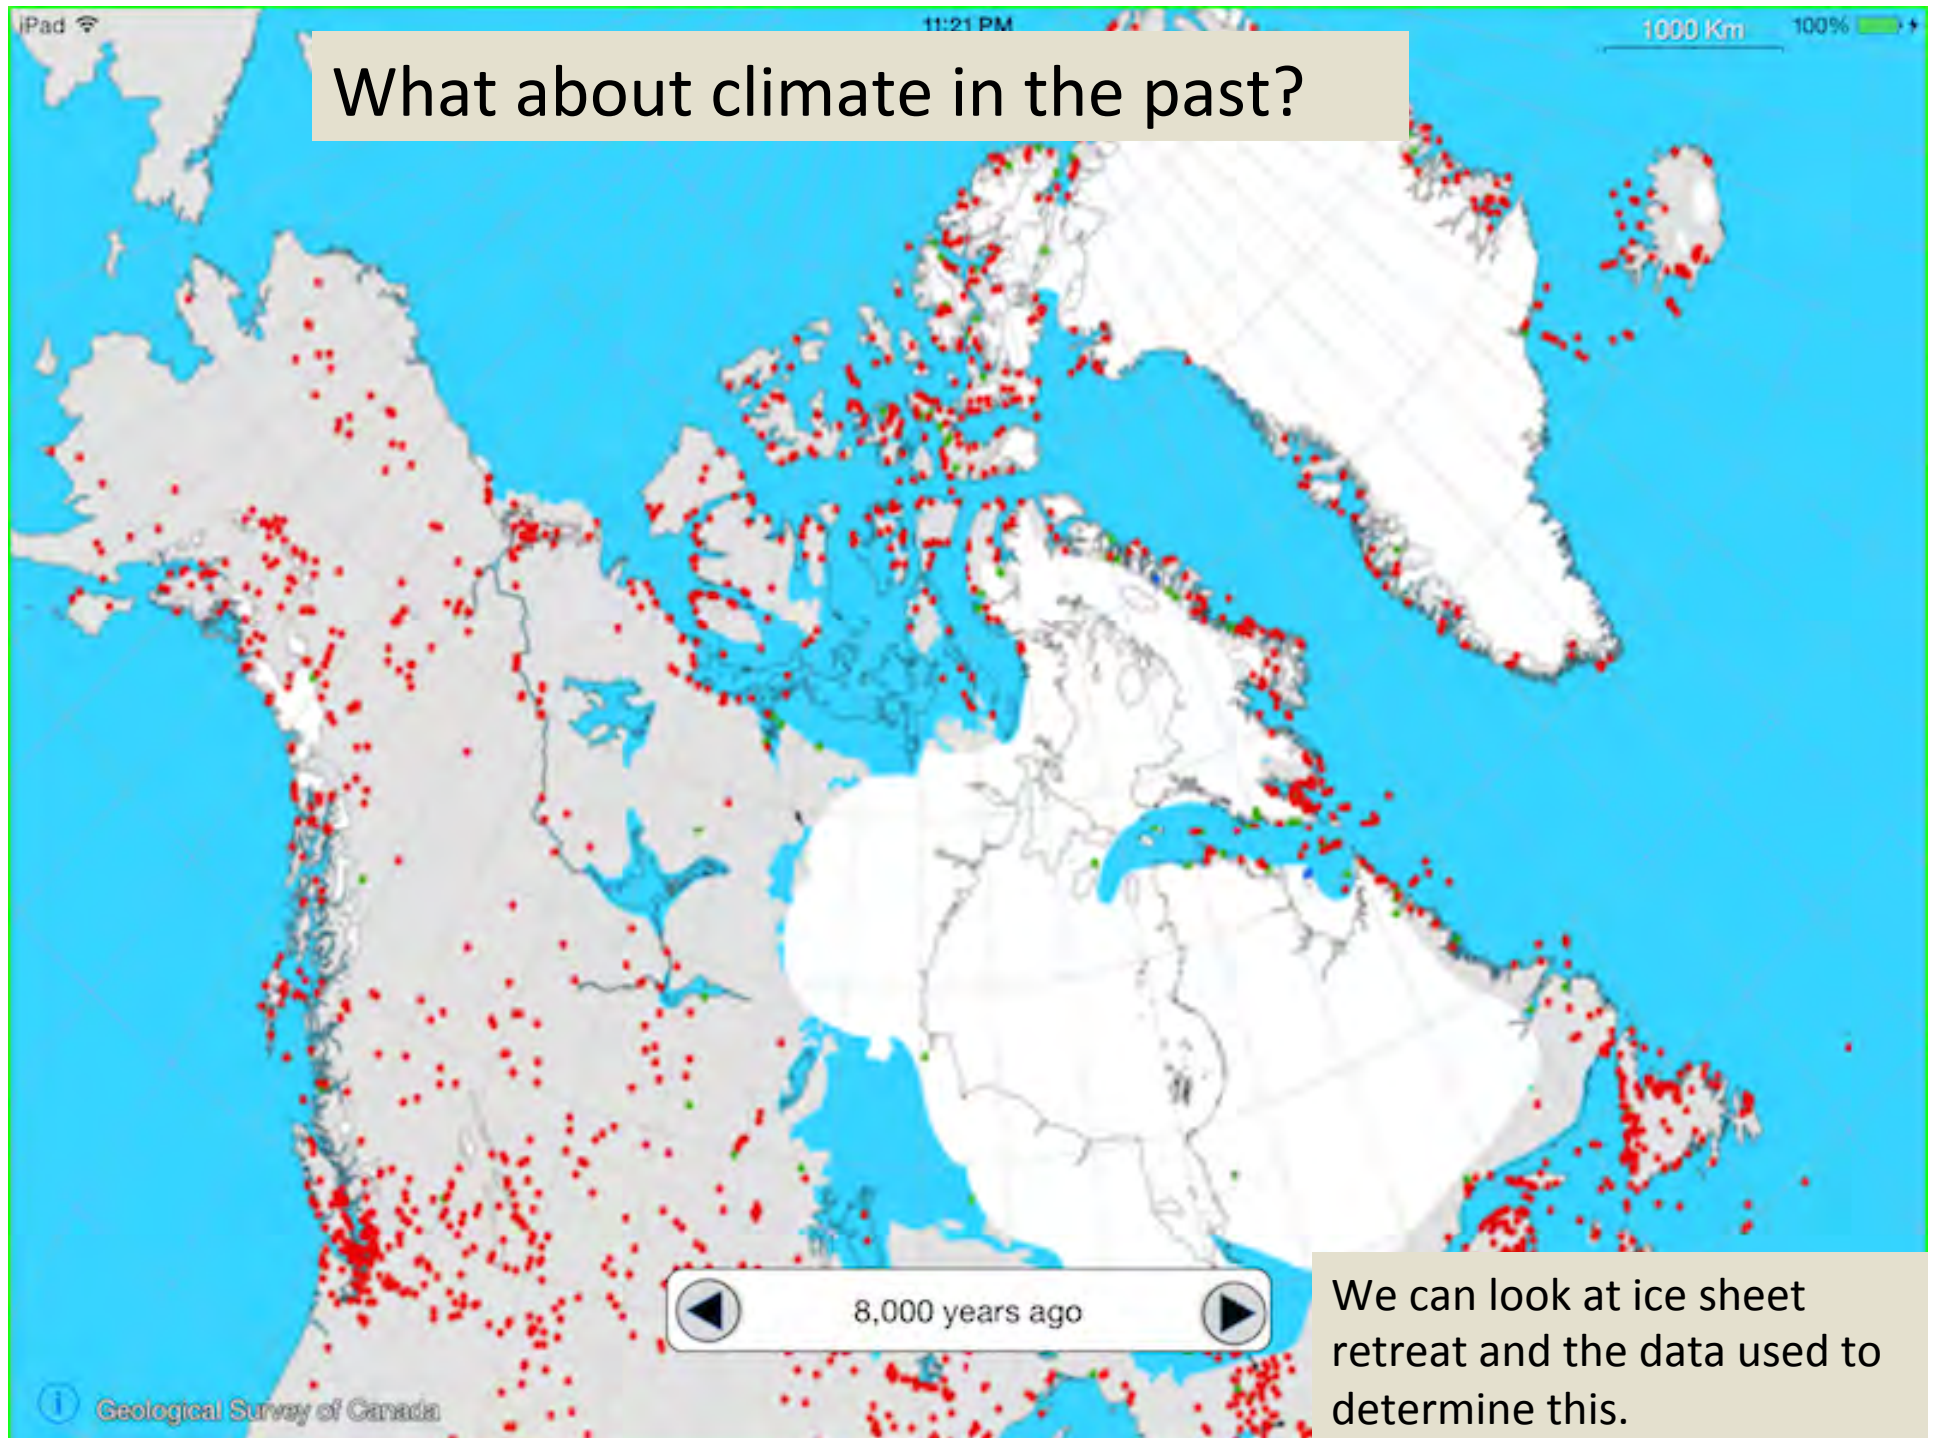 iPad
11:21 PM
1000 Km
100%
What about climate in the past?
8,000 years ago
We can look at ice sheet
retreat and the data used to
determine this.
i
Geological Survey of Canada